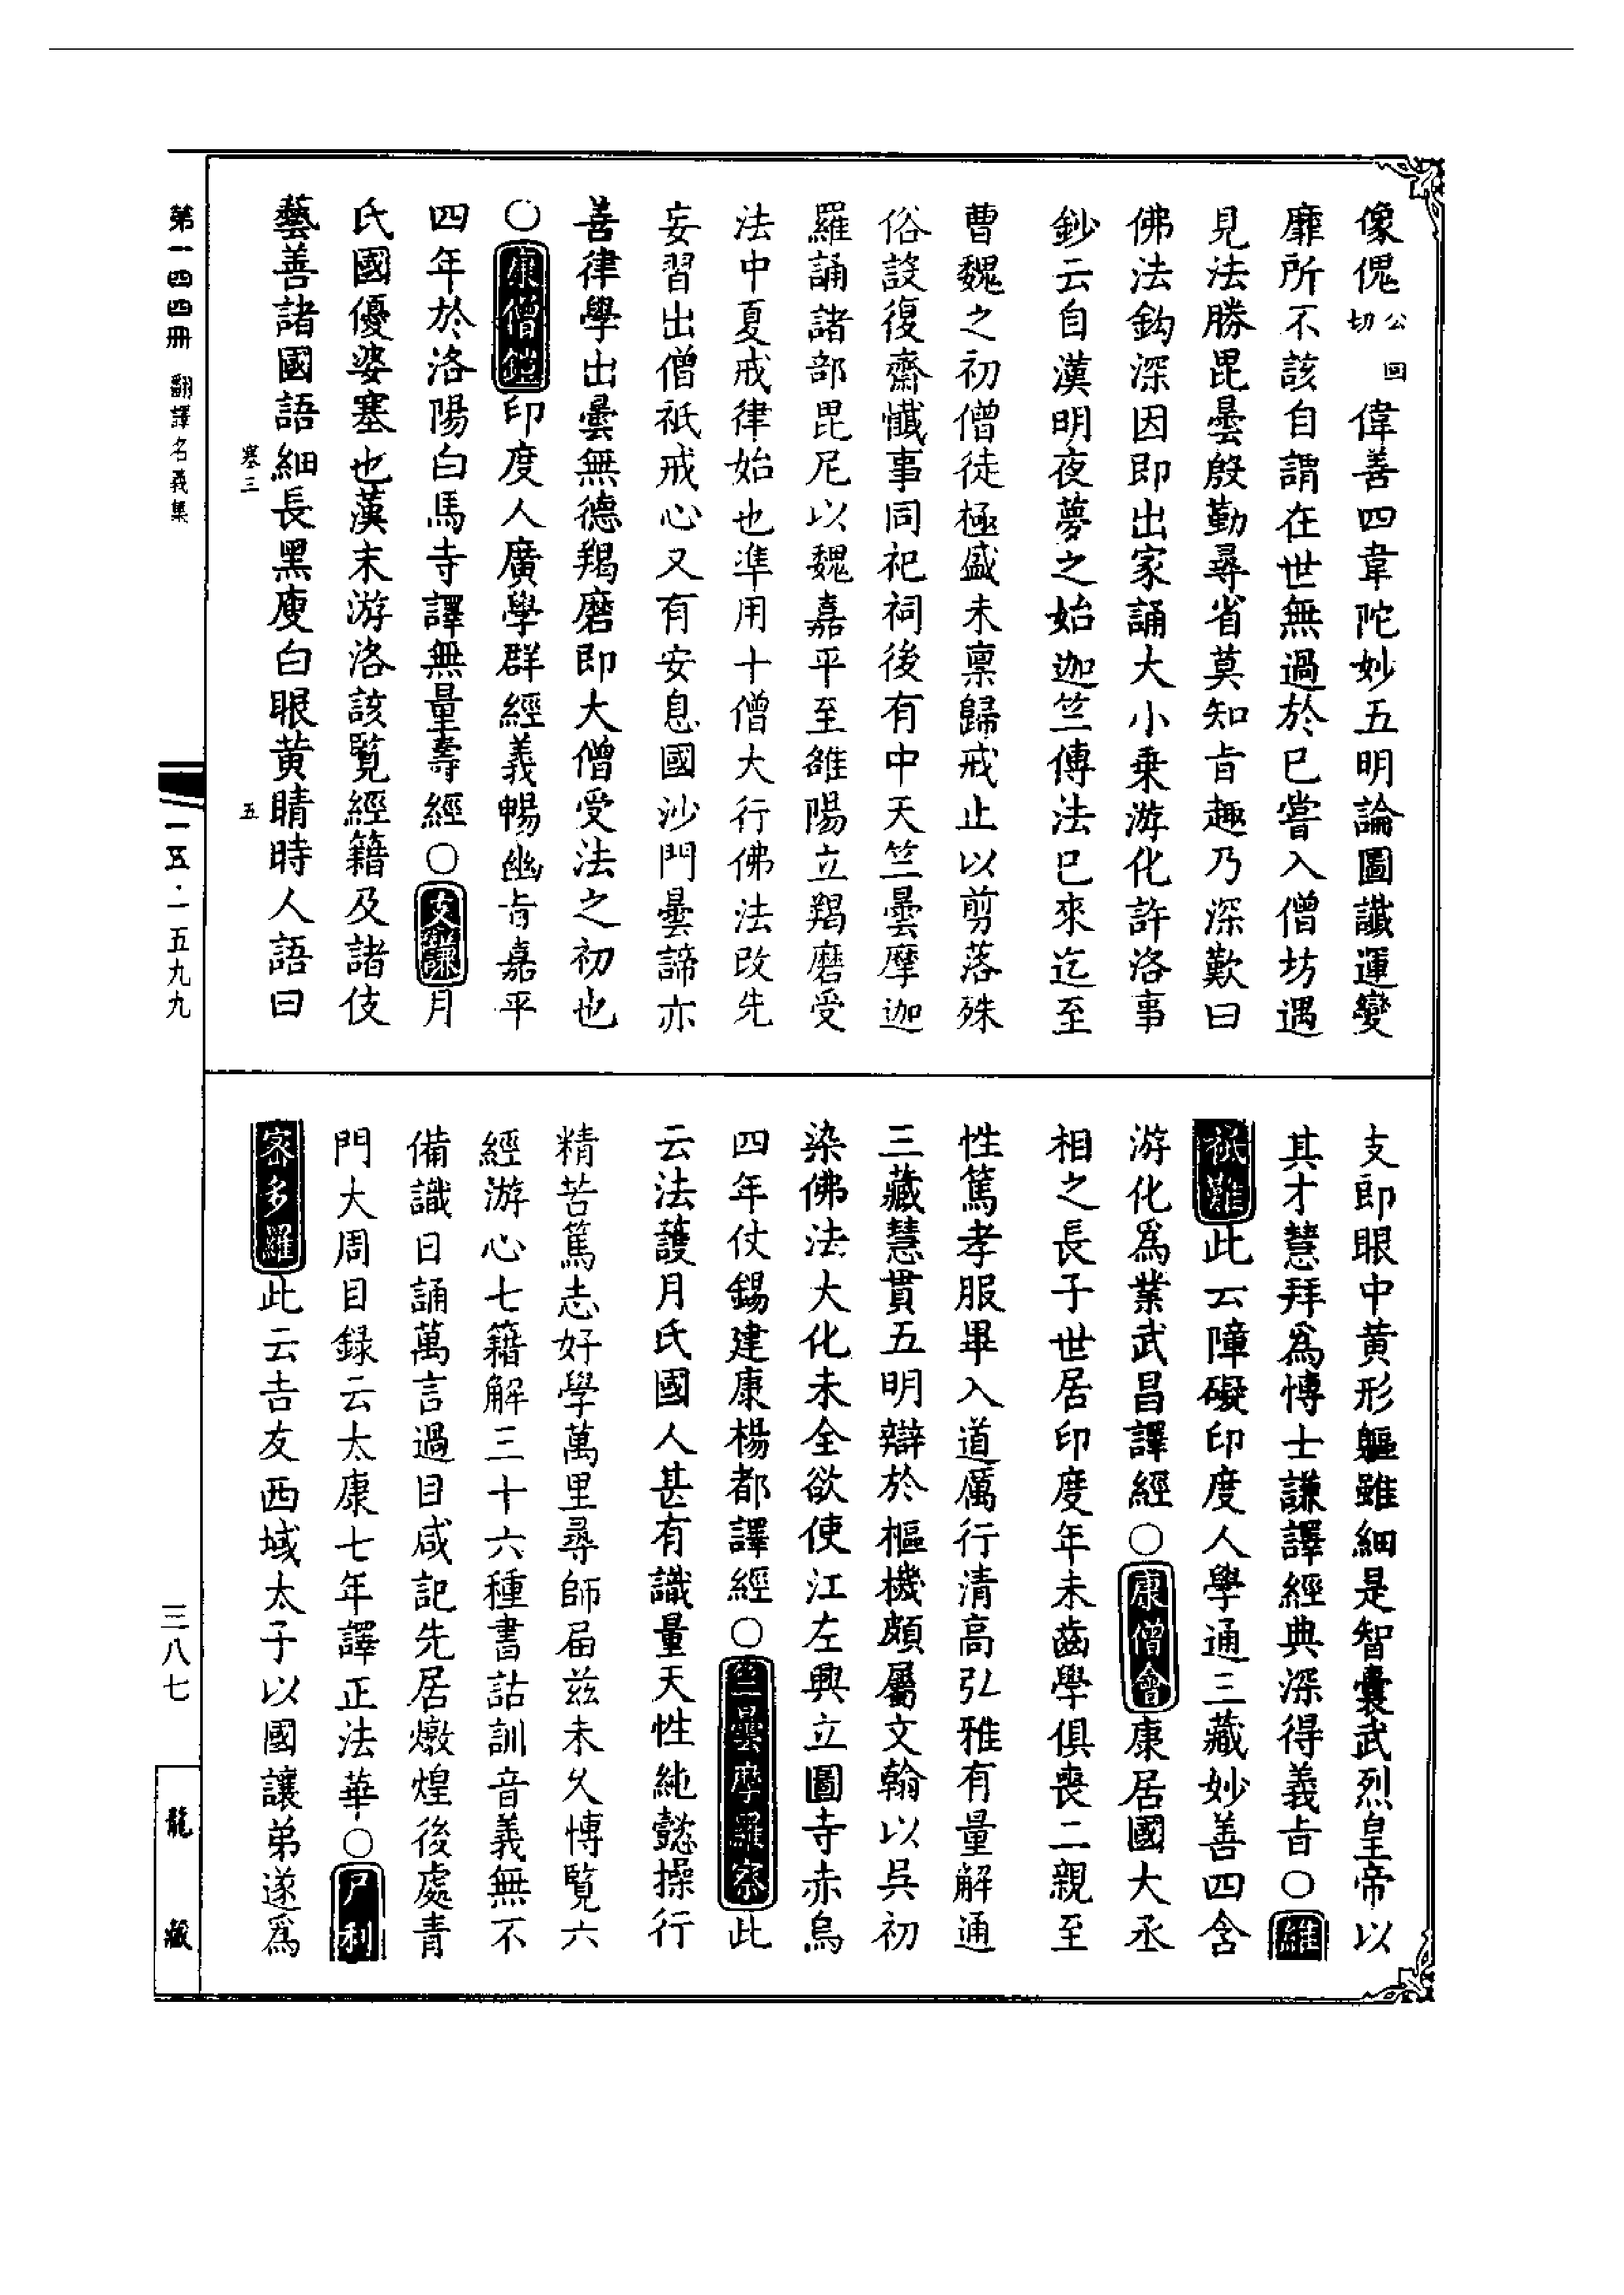 像傀公回切偉善四韋陀妙五明論圖讖運變
靡所不該自謂在世無過於已嘗入僧坊遇
見法勝毘曇殷勤尋省莫知旨趣乃深歎曰
佛法鈎深因即出家誦大小乗游化許洛事
鈔云自漢明夜夢之始迦竺傳法已來迄至
曹魏之初僧徒極盛未禀歸戒止以剪落殊
俗設復齋懺事同祀祠後有中天竺曇摩迦
羅誦諸部毘尼以魏嘉平至雒陽立羯磨受
法中夏戒律始也準用十僧大行佛法改先
妄習出僧祇戒心又有安息國沙門曇諦亦
善律學出曇無德羯磨即大僧受法之初也
○康僧鎧印度人廣學群經義暢幽旨嘉平
四年於洛陽白馬寺譯無量壽經○支謙月
氏國優婆塞也漢末游洛該覧經籍及諸伎
藝善諸國語細長黑廋白眼黄睛時人語曰
塞三 五
支即眼中黄形軀雖細是智囊武烈皇帝以
其才慧拜為愽士謙譯經典深得義旨○維
祇難此云障礙印度人學通三藏妙善四含
游化爲業武昌譯經○康僧會康居國大丞
相之長子世居印度年未齒學俱喪二親至
性篤孝服畢入道厲行清高弘雅有量解通
三藏慧貫五明辯於樞機頗屬文翰以吳初
染佛法大化未全欲使江左興立圖寺赤烏
四年仗錫建康楊都譯經○竺曇摩羅察此
云法䕶月氏國人甚有識量天性純懿操行
精苦篤志好學萬里尋師届兹未久愽覧六
經游心七籍解三十六種書詁訓音義無不
備識日誦萬言過目咸記先居燉煌後處青
門大周目録云太康七年譯正法華○尸利
宻多羅此云吉友西域太子以國讓弟遂爲
第一四四冊 翻譯名義集
一五·一五九九
三八七
龍藏